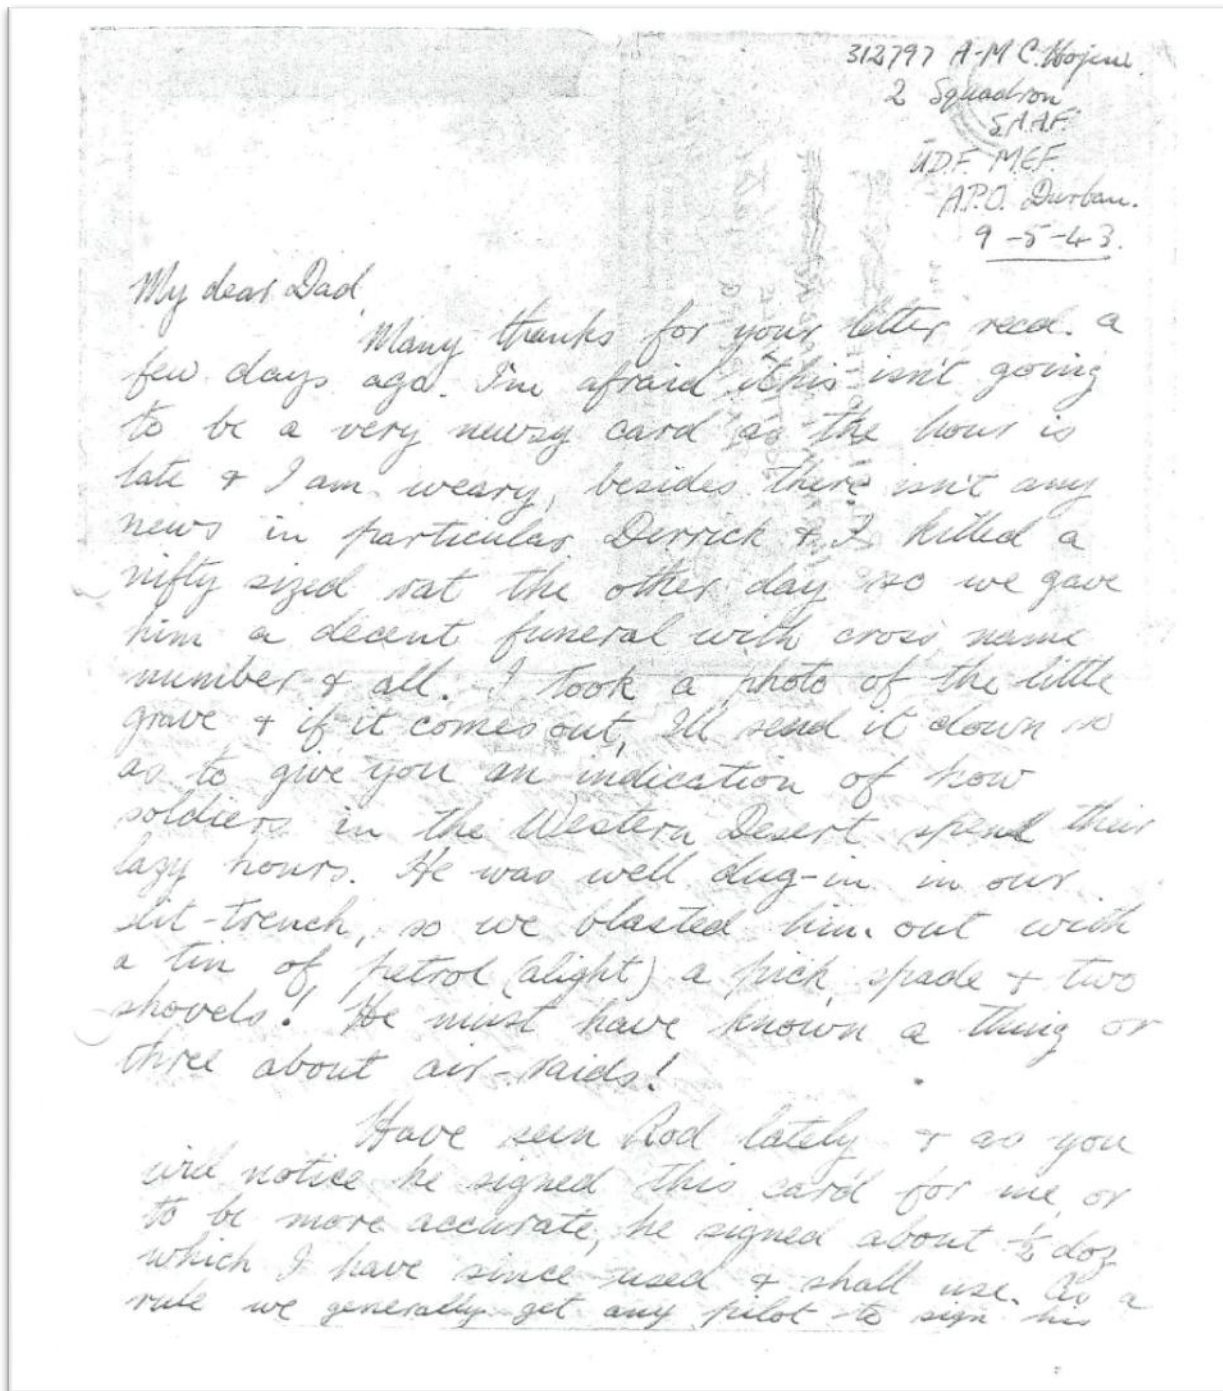 312797 A-M C.
2 Squadron
S.A.A.F.
U.D.F. M.E.F.
A.P.O. Durban.
9-5-43.
My dear Dad,
Many thanks for your letter recd. a
few days ago. I'm afraid this isn't going
to be a very newsy card as the hour is
late & I am weary, besides there isn't any
news in particular. Derrick & I killed a
nifty sized rat the other day so we gave
him a decent funeral with cross, name
number & all. I took a photo of the little
grave & if it comes out, I'll send it down so
as to give you an indication of how
soldiers in the Western Desert spend their
lazy hours. He was well dug-in in our
slit-trench, so we blasted him out with
a tin of petrol (alight) a pick, spade & two
shovels! He must have known a thing or
three about air-raids!
Have seen Rod lately & as you
will notice he signed this card for me, or
to be more accurate, he signed about ½ doz
which I have since used & shall use. As a
rule we generally get any pilot to sign his